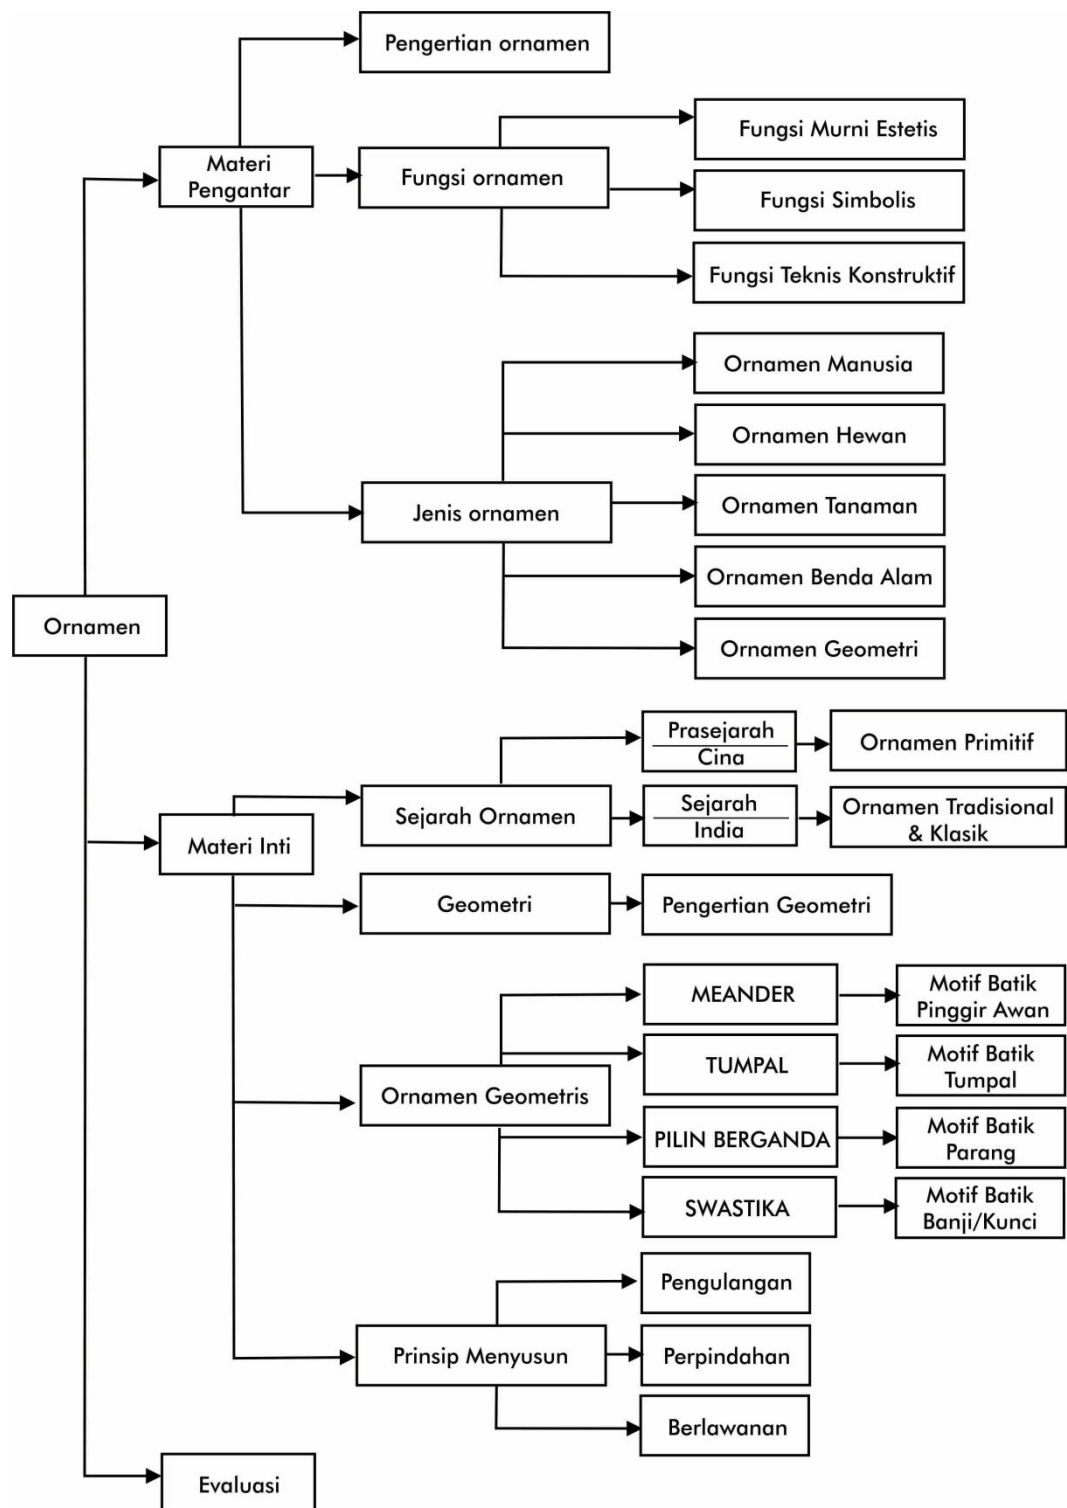 Pengertian ornamen
Fungsi Murni Estetis
Materi
Pengantar
Fungsi ornamen
Fungsi Simbolis
Fungsi Teknis Konstruktif
Ornamen Manusia
Ornamen Hewan
Jenis ornamen
Ornamen Tanaman
Ornamen Benda Alam
Ornamen
Ornamen Geometri
Prasejarah
Cina
Ornamen Primitif
Sejarah Ornamen
Sejarah
India
Ornamen Tradisional
& Klasik
Materi Inti
Geometri
Pengertian Geometri
MEANDER
Motif Batik
Pinggir Awan
TUMPAL
Motif Batik
Tumpal
Ornamen Geometris
PILIN BERGANDA
Motif Batik
Parang
SWASTIKA
Motif Batik
Banji/Kunci
Pengulangan
Prinsip Menyusun
Perpindahan
Berlawanan
Evaluasi